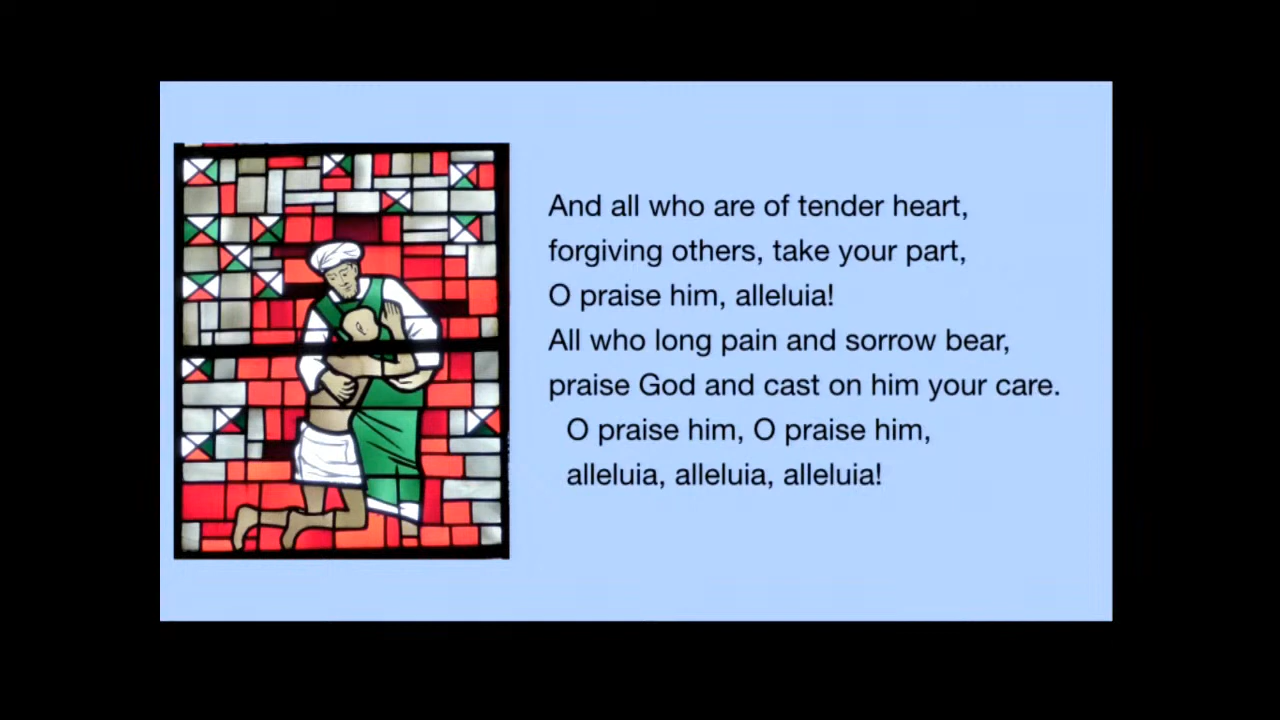 And all who are of tender heart,
forgiving others, take your part,
O praise him, alleluia!
All who long pain and sorrow bear,
praise God and cast on him your care.
O praise him, O praise him,
alleluia, alleluia, alleluia!